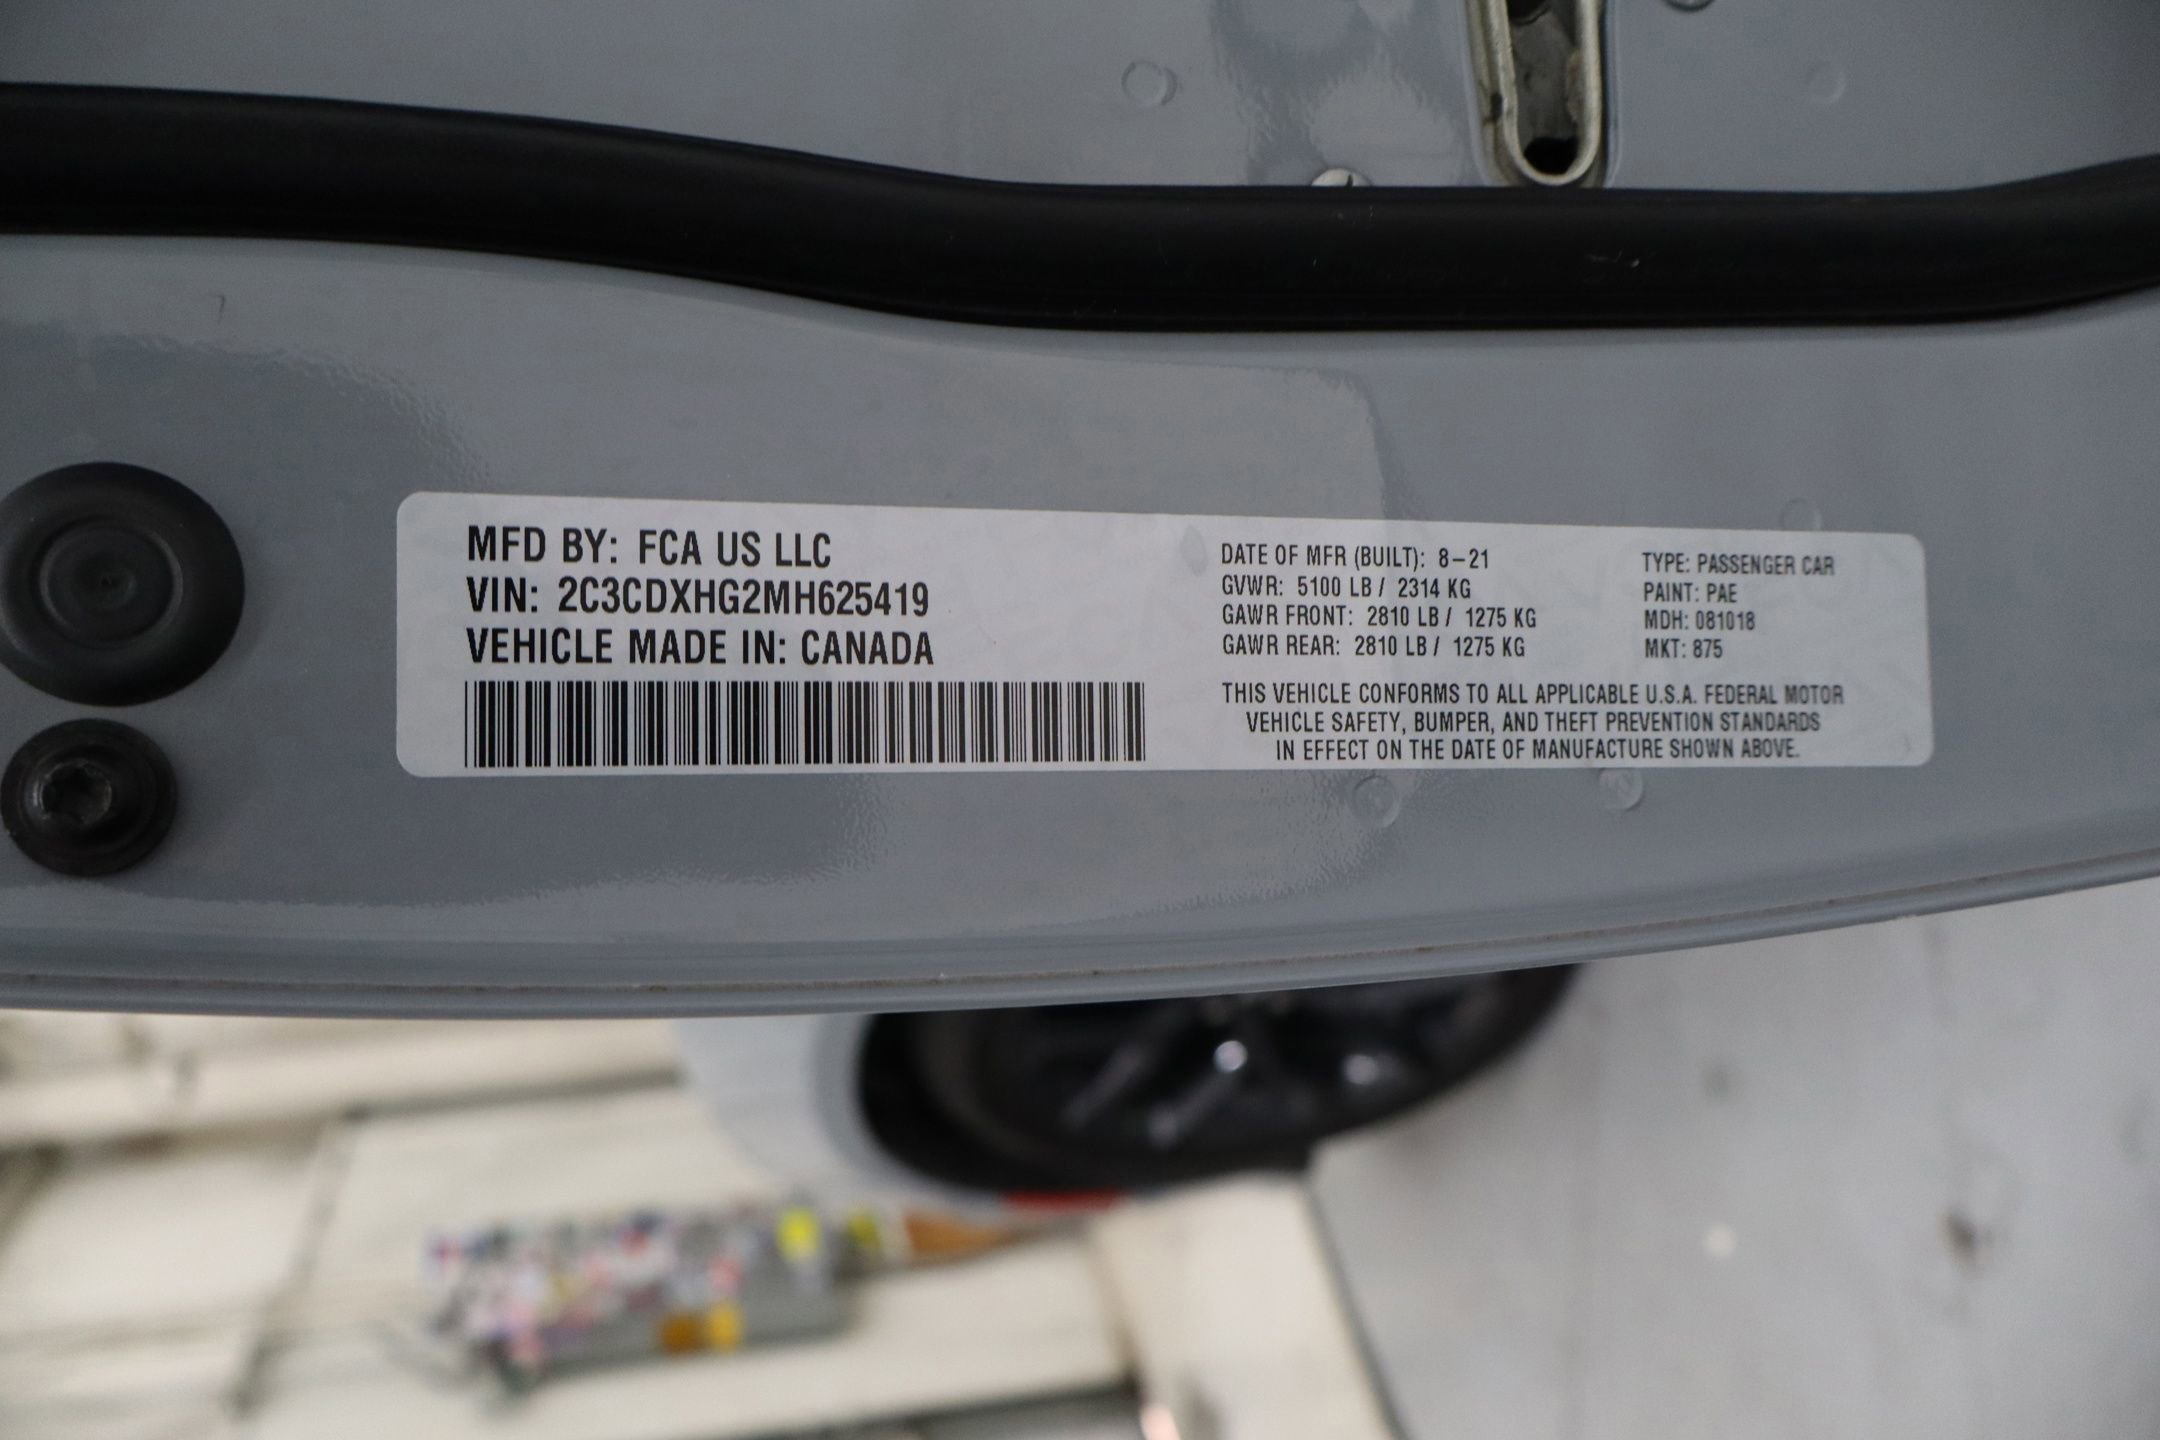 MFD BY: FCA US LLC
VIN: 2C3CDXHG2MH625419
VEHICLE MADE IN: CANADA
DATE OF MFR (BUILT): 8-21
GVWR: 5100 LB / 2314 KG
GAWR FRONT: 2810 LB / 1275 KG
GAWR REAR: 2810 LB / 1275 KG
TYPE: PASSENGER CAR
PAINT: PAE
MDH: 081018
MKT: 875
THIS VEHICLE CONFORMS TO ALL APPLICABLE U.S.A. FEDERAL MOTOR
VEHICLE SAFETY, BUMPER, AND THEFT PREVENTION STANDARDS
IN EFFECT ON THE DATE OF MANUFACTURE SHOWN ABOVE.